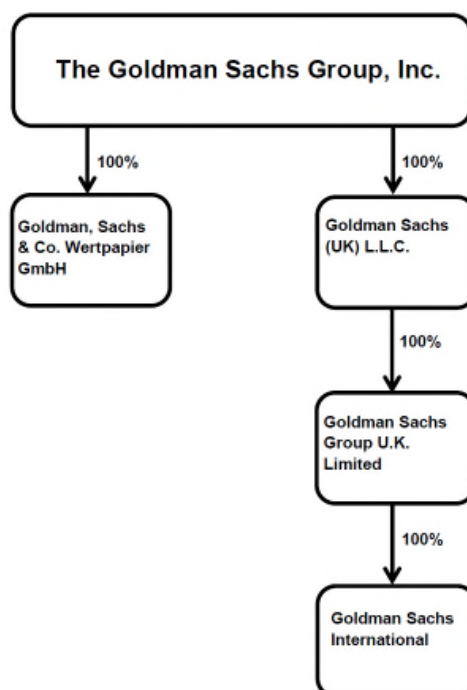 The Goldman Sachs Group, Inc.
100%
100%
Goldman, Sachs
& Co. Wertpapier
GmbH
Goldman Sachs
(UK) L.L.C.
100%
Goldman Sachs
Group U.K.
Limited
100%
Goldman Sachs
International